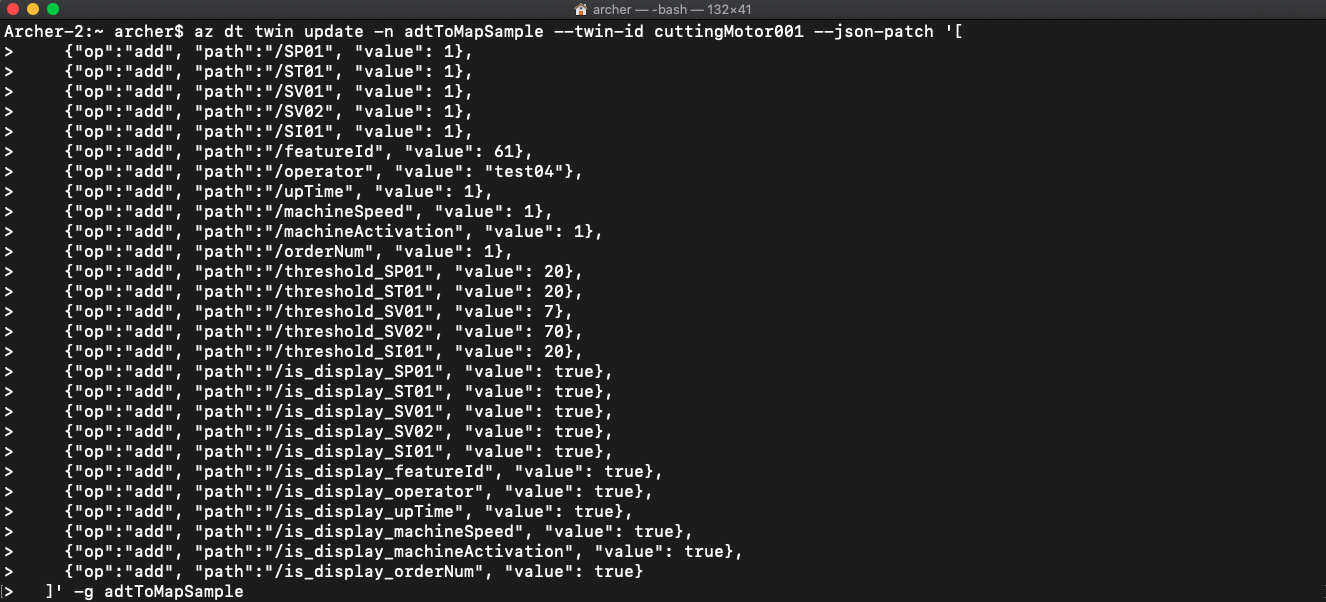 archer — -bash — 132×41
Archer-2:~ archer$ az dt twin update -n adtToMapSample --twin-id cuttingMotor001 --json-patch '[
>     {"op":"add", "path":"/SP01", "value": 1},
>     {"op":"add", "path":"/ST01", "value": 1},
>     {"op":"add", "path":"/SV01", "value": 1},
>     {"op":"add", "path":"/SV02", "value": 1},
>     {"op":"add", "path":"/SI01", "value": 1},
>     {"op":"add", "path":"/featureId", "value": 61},
>     {"op":"add", "path":"/operator", "value": "test04"},
>     {"op":"add", "path":"/upTime", "value": 1},
>     {"op":"add", "path":"/machineSpeed", "value": 1},
>     {"op":"add", "path":"/machineActivation", "value": 1},
>     {"op":"add", "path":"/orderNum", "value": 1},
>     {"op":"add", "path":"/threshold_SP01", "value": 20},
>     {"op":"add", "path":"/threshold_ST01", "value": 20},
>     {"op":"add", "path":"/threshold_SV01", "value": 7},
>     {"op":"add", "path":"/threshold_SV02", "value": 70},
>     {"op":"add", "path":"/threshold_SI01", "value": 20},
>     {"op":"add", "path":"/is_display_SP01", "value": true},
>     {"op":"add", "path":"/is_display_ST01", "value": true},
>     {"op":"add", "path":"/is_display_SV01", "value": true},
>     {"op":"add", "path":"/is_display_SV02", "value": true},
>     {"op":"add", "path":"/is_display_SI01", "value": true},
>     {"op":"add", "path":"/is_display_featureId", "value": true},
>     {"op":"add", "path":"/is_display_operator", "value": true},
>     {"op":"add", "path":"/is_display_upTime", "value": true},
>     {"op":"add", "path":"/is_display_machineSpeed", "value": true},
>     {"op":"add", "path":"/is_display_machineActivation", "value": true},
>     {"op":"add", "path":"/is_display_orderNum", "value": true}
[>   ]' -g adtToMapSample